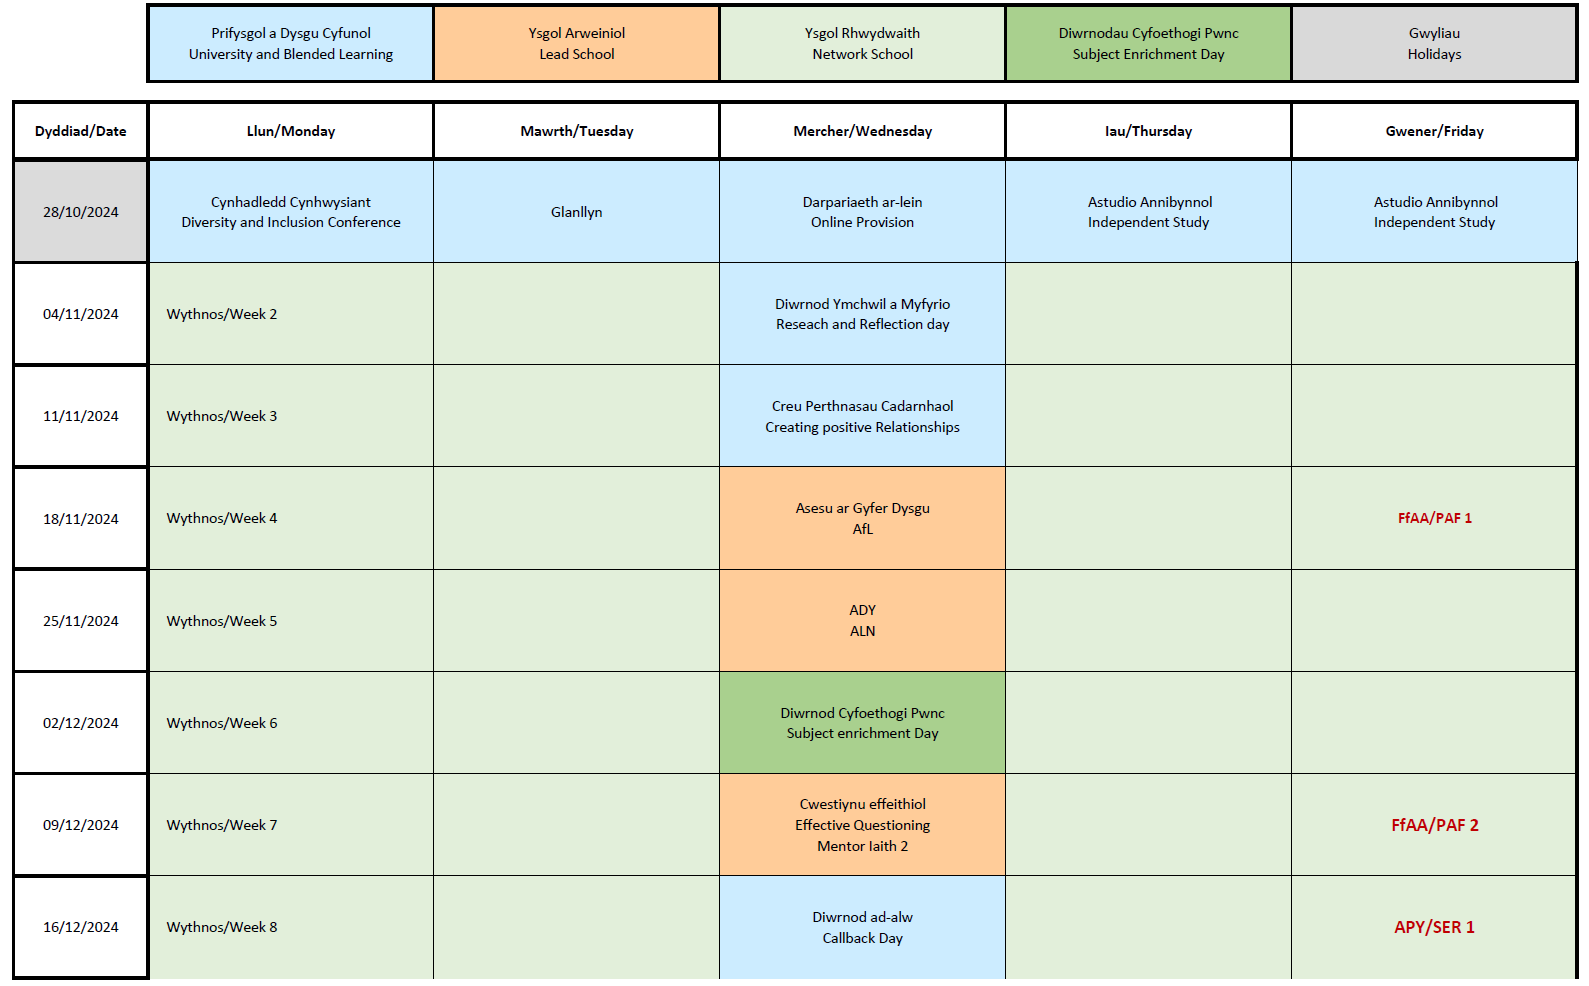 Prifysgol a Dysgu Cyfunol
University and Blended Learning
Ysgol Arweiniol
Lead School
Ysgol Rhwydwaith
Network School
Diwrnodau Cyfoethogi Pwnc
Subject Enrichment Day
Gwyliau
Holidays
Dyddiad/Date
Llun/Monday
Mawrth/Tuesday
Mercher/Wednesday
Iau/Thursday
Gwener/Friday
28/10/2024
Cynhadledd Cynhwysiant
Diversity and Inclusion Conference
Glanllyn
Darpariaeth ar-lein
Online Provision
Astudio Annibynnol
Independent Study
Astudio Annibynnol
Independent Study
04/11/2024
Wythnos/Week 2
Diwrnod Ymchwil a Myfyrio
Reseach and Reflection day
11/11/2024
Wythnos/Week 3
Creu Perthnasau Cadarnhaol
Creating positive Relationships
18/11/2024
Wythnos/Week 4
Asesu ar Gyfer Dysgu
AfL
FfAA/PAF 1
25/11/2024
Wythnos/Week 5
ADY
ALN
02/12/2024
Wythnos/Week 6
Diwrnod Cyfoethogi Pwnc
Subject enrichment Day
09/12/2024
Wythnos/Week 7
Cwestiynu effeithiol
Effective Questioning
Mentor Iaith 2
FfAA/PAF 2
16/12/2024
Wythnos/Week 8
Diwrnod ad-alw
Callback Day
APY/SER 1